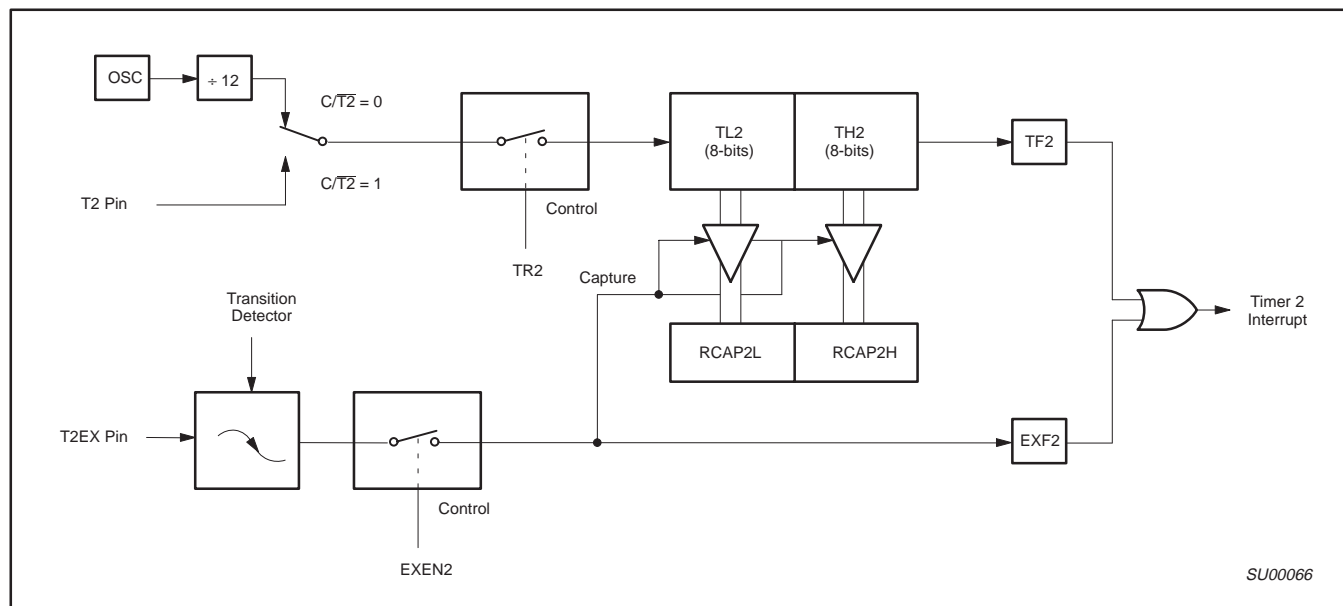 OSC
÷ 12
C/T2̅ = 0
TL2
(8-bits)
TH2
(8-bits)
TF2
C/T2̅ = 1
T2 Pin
Control
TR2
Capture
Transition
Detector
Timer 2
Interrupt
RCAP2L
RCAP2H
T2EX Pin
EXF2
Control
EXEN2
SU00066